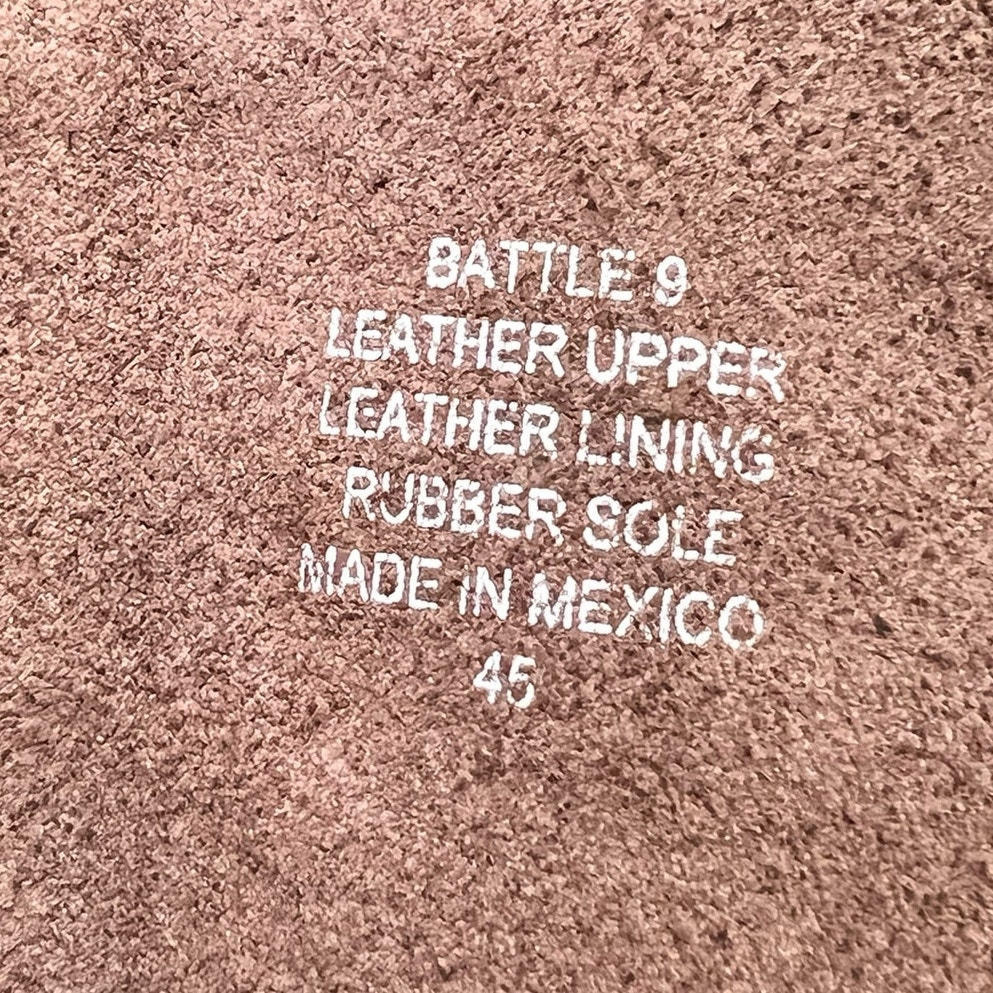 BATTLE 9
LEATHER UPPER
LEATHER LINING
RUBBER SOLE
MADE IN MEXICO
45